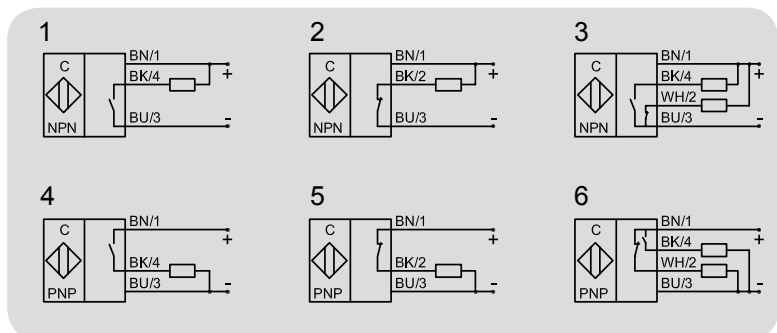 1
BN/1
C
BK/4
+
NPN
BU/3
-
2
BN/1
C
BK/2
+
NPN
BU/3
-
3
BN/1
C
BK/4
+
WH/2
NPN
BU/3
-
4
BN/1
C
+
BK/4
PNP
BU/3
-
5
BN/1
C
+
BK/2
PNP
BU/3
-
6
BN/1
C
+
BK/4
WH/2
PNP
BU/3
-